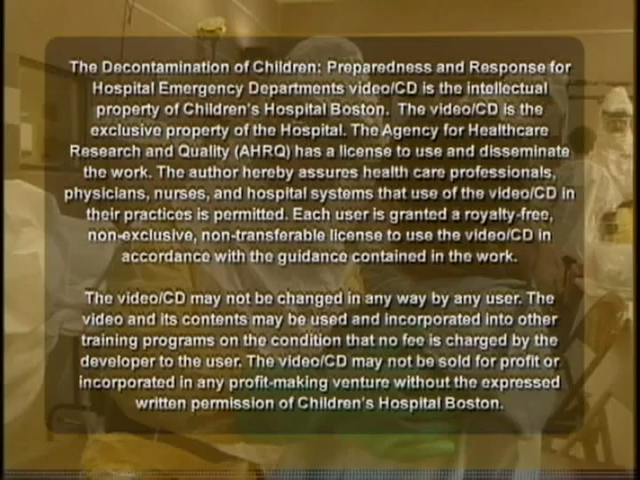 The Decontamination of Children: Preparedness and Response for
Hospital Emergency Departments video/CD is the intellectual
property of Children's Hospital Boston. The video/CD is the
exclusive property of the Hospital. The Agency for Healthcare
Research and Quality (AHRQ) has a license to use and disseminate
the work. The author hereby assures health care professionals,
physicians, nurses, and hospital systems that use of the video/CD in
their practices is permitted. Each user is granted a royalty-free,
non-exclusive, non-transferable license to use the video/CD in
accordance with the guidance contained in the work.
The video/CD may not be changed in any way by any user. The
video and its contents may be used and incorporated into other
training programs on the condition that no fee is charged by the
developer to the user. The video/CD may not be sold for profit or
incorporated in any profit-making venture without the expressed
written permission of Children's Hospital Boston.